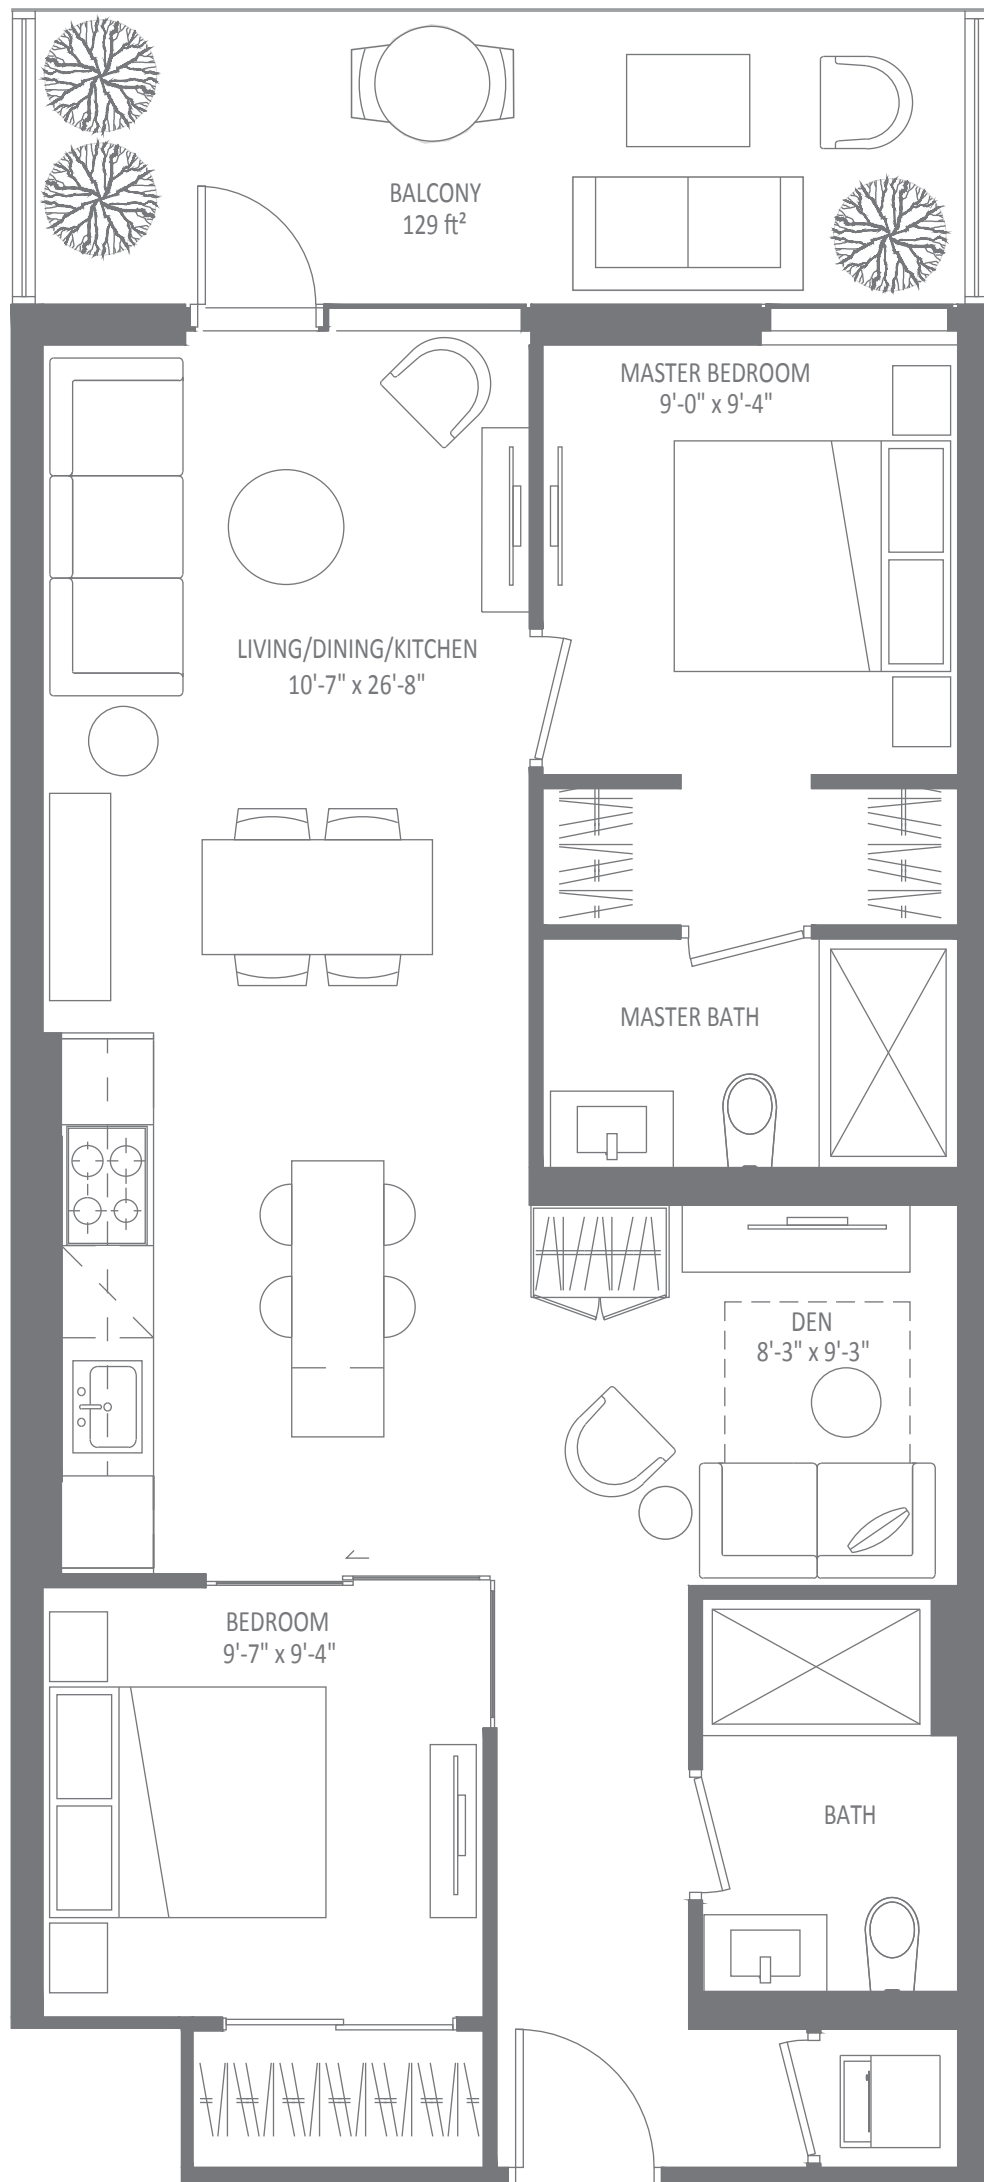 BALCONY
129 ft²
MASTER BEDROOM
9'-0" x 9'-4"
LIVING/DINING/KITCHEN
10'-7" x 26'-8"
MASTER BATH
DEN
8'-3" x 9'-3"
BEDROOM
9'-7" x 9'-4"
BATH